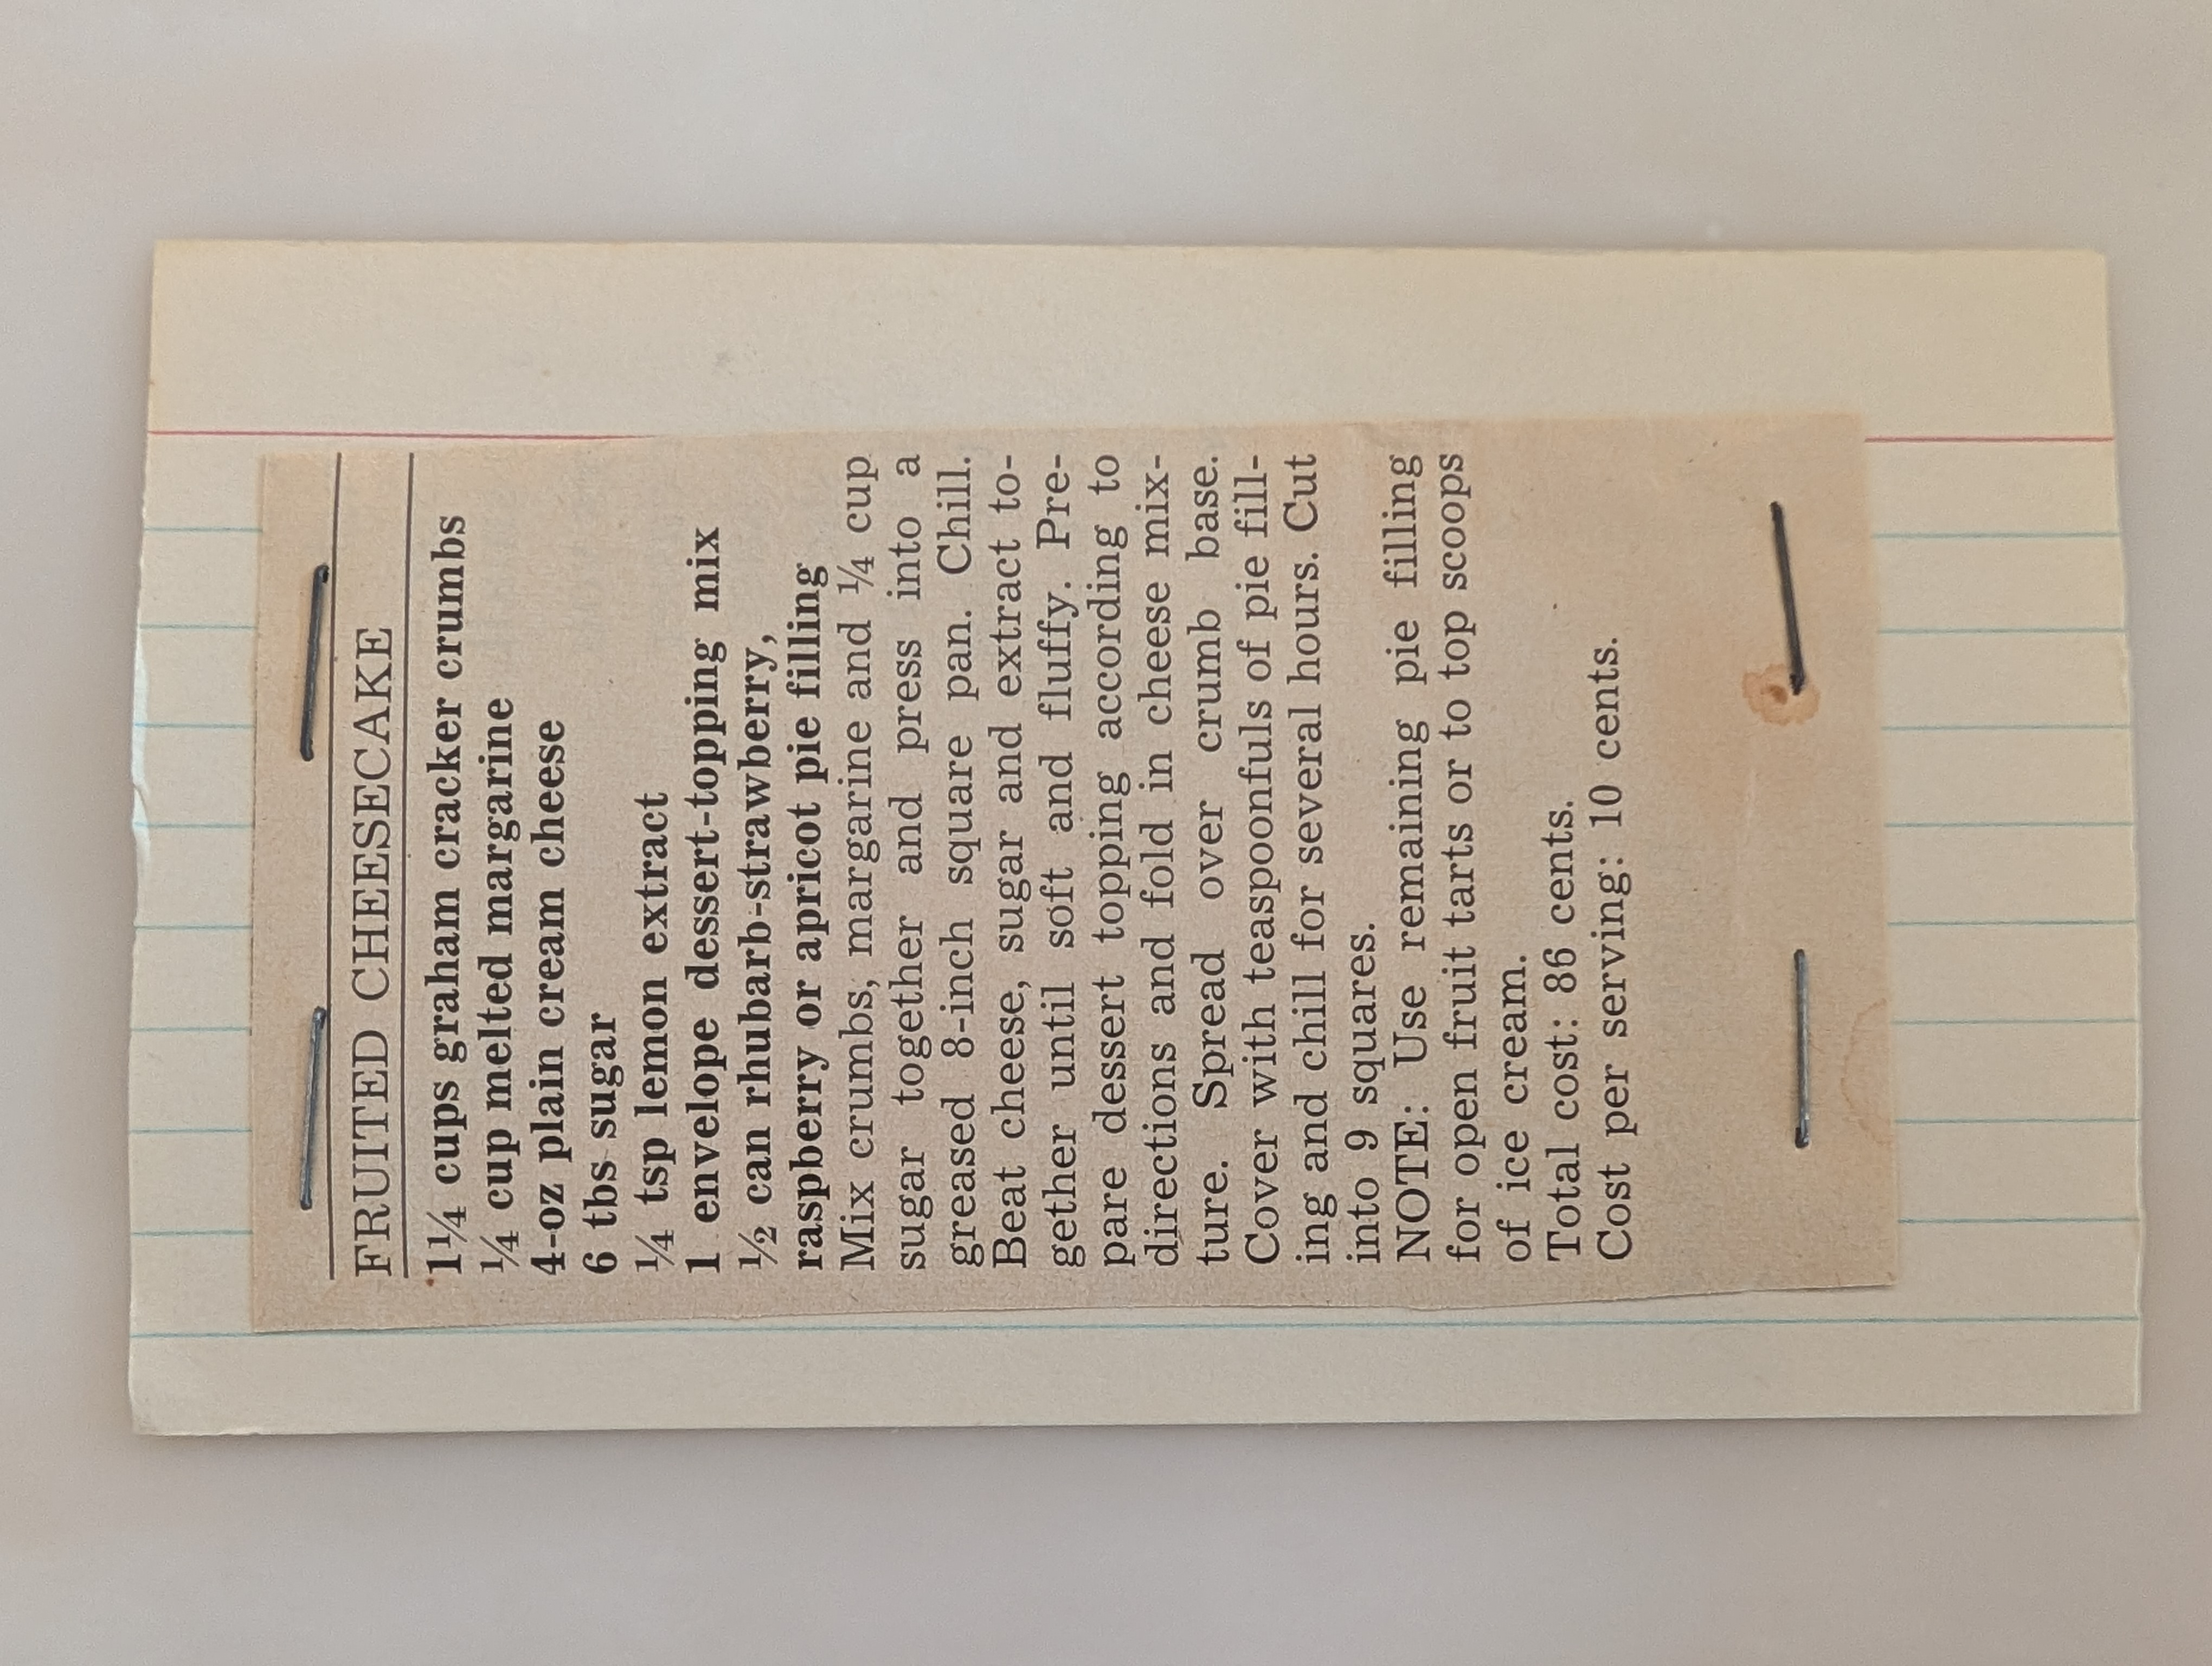 FRUITED CHEESECAKE
1¼ cups graham cracker crumbs
¼ cup melted margarine
4-oz plain cream cheese
6 tbs sugar
¼ tsp lemon extract
1 envelope dessert-topping mix
½ can rhubarb-strawberry,
raspberry or apricot pie filling
Mix crumbs, margarine and ¼ cup
sugar together and press into a
greased 8-inch square pan. Chill.
Beat cheese, sugar and extract to-
gether until soft and fluffy. Pre-
pare dessert topping according to
directions and fold in cheese mix-
ture. Spread over crumb base.
Cover with teaspoonfuls of pie fill-
ing and chill for several hours. Cut
into 9 squares.
NOTE: Use remaining pie filling
for open fruit tarts or to top scoops
of ice cream.
Total cost: 86 cents.
Cost per serving: 10 cents.